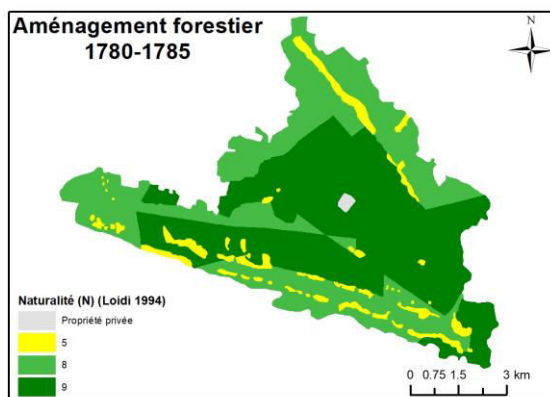 Aménagement forestier
1780-1785
N
Naturalité (N) (Loidi 1994)
Propriété privée
5
8
9
0 0.75 1.5 3 km